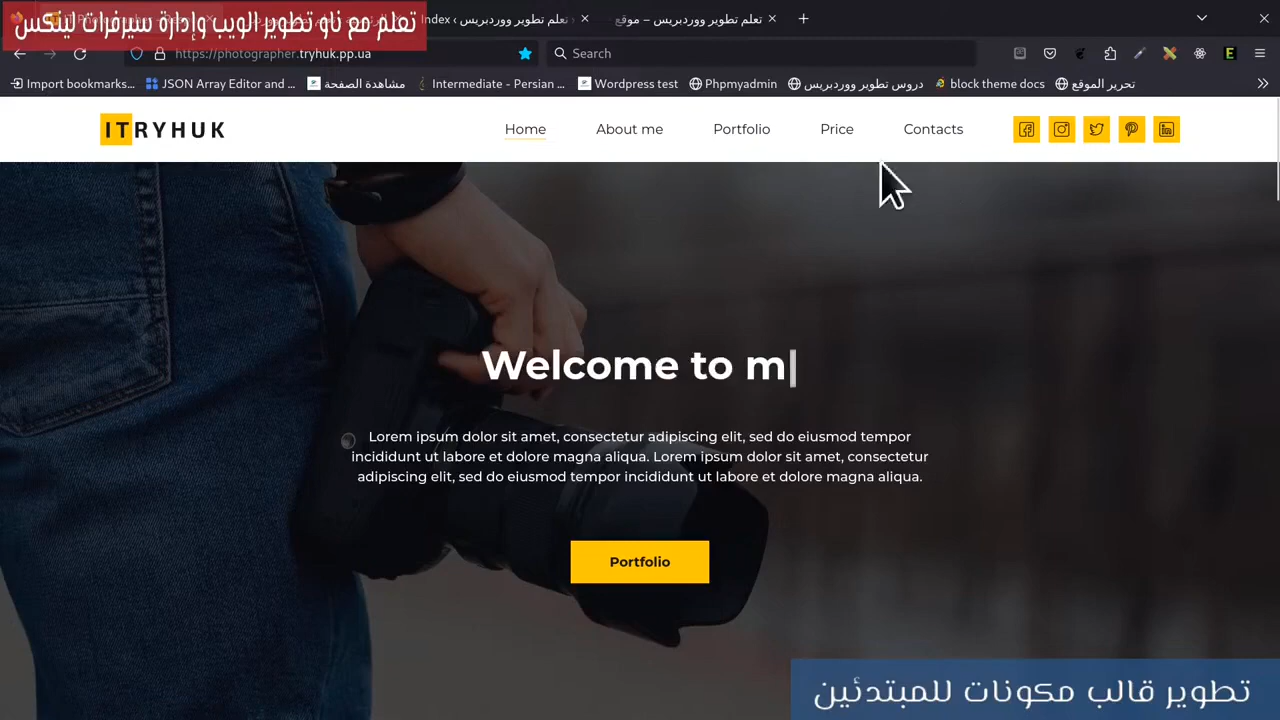 تعلم مع ناو تطوير الويب وإدارة سيرفرات لينكس
Index ‹ تعلم تطوير ووردبريس
تعلم تطوير ووردبريس – موقع
https://photographer.tryhuk.pp.ua
Search
Import bookmarks...
JSON Array Editor and ...
مشاهدة الصفحة
Intermediate - Persian ...
Wordpress test
Phpmyadmin
دروس تطوير ووردبريس
block theme docs
تحرير الموقع
ITRYHUK
Home
About me
Portfolio
Price
Contacts
Welcome to m
Lorem ipsum dolor sit amet, consectetur adipiscing elit, sed do eiusmod tempor
incididunt ut labore et dolore magna aliqua. Lorem ipsum dolor sit amet, consectetur
adipiscing elit, sed do eiusmod tempor incididunt ut labore et dolore magna aliqua.
Portfolio
تطوير قالب مكونات للمبتدئين